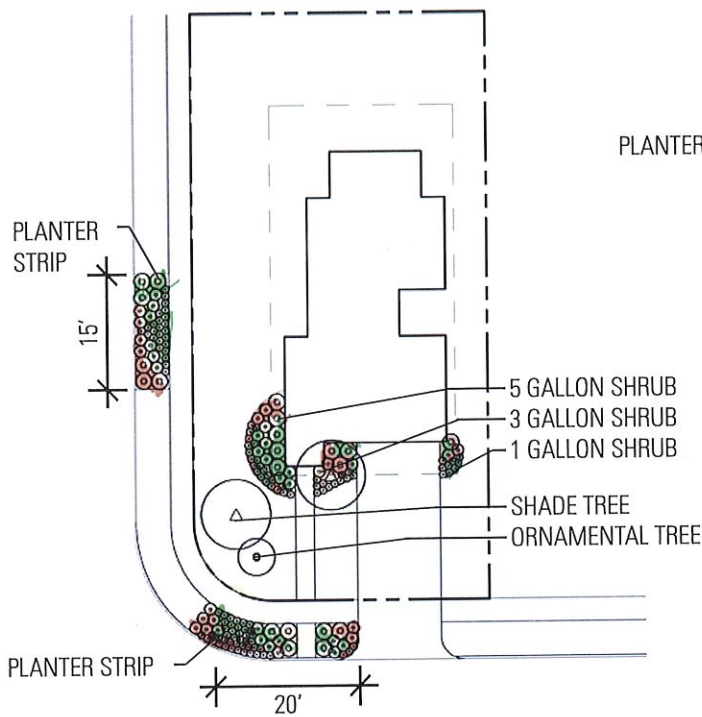 PLANTER
PLANTER
STRIP
15'
5 GALLON SHRUB
3 GALLON SHRUB
1 GALLON SHRUB
SHADE TREE
ORNAMENTAL TREE
PLANTER STRIP
20'